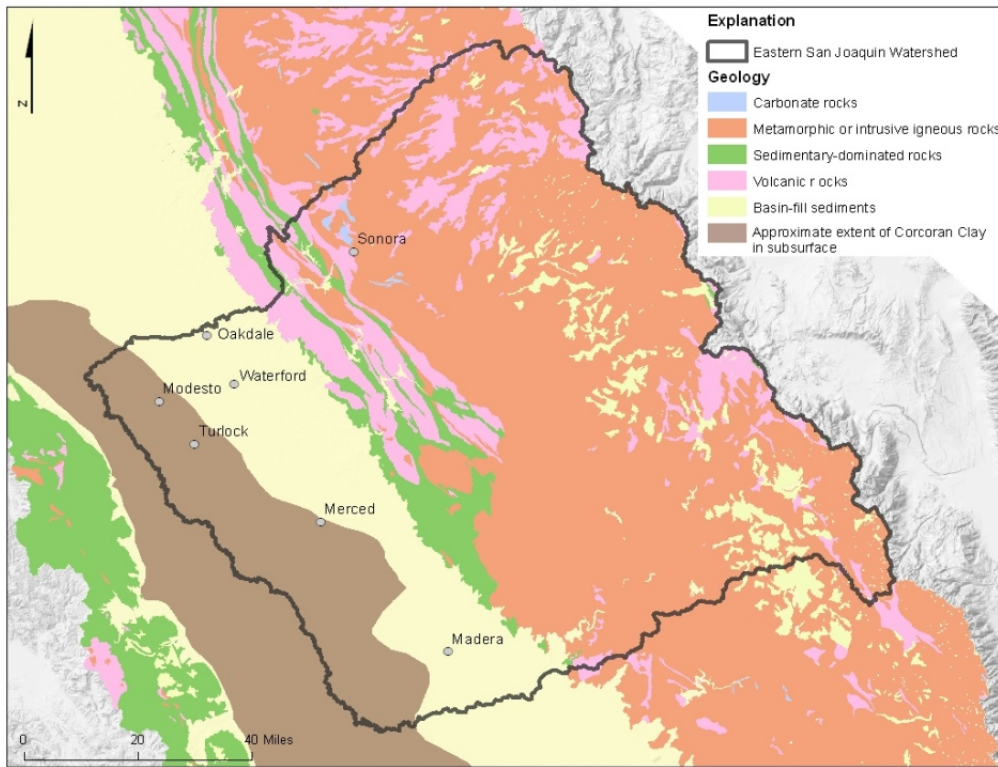 Explanation
Eastern San Joaquin Watershed
Geology
Carbonate rocks
Metamorphic or intrusive igneous rocks
Sedimentary-dominated rocks
Volcanic r ocks
Basin-fill sediments
Approximate extent of Corcoran Clay
in subsurface
N
Sonora
Oakdale
Waterford
Modesto
Turlock
Merced
Madera
0 20 40 Miles